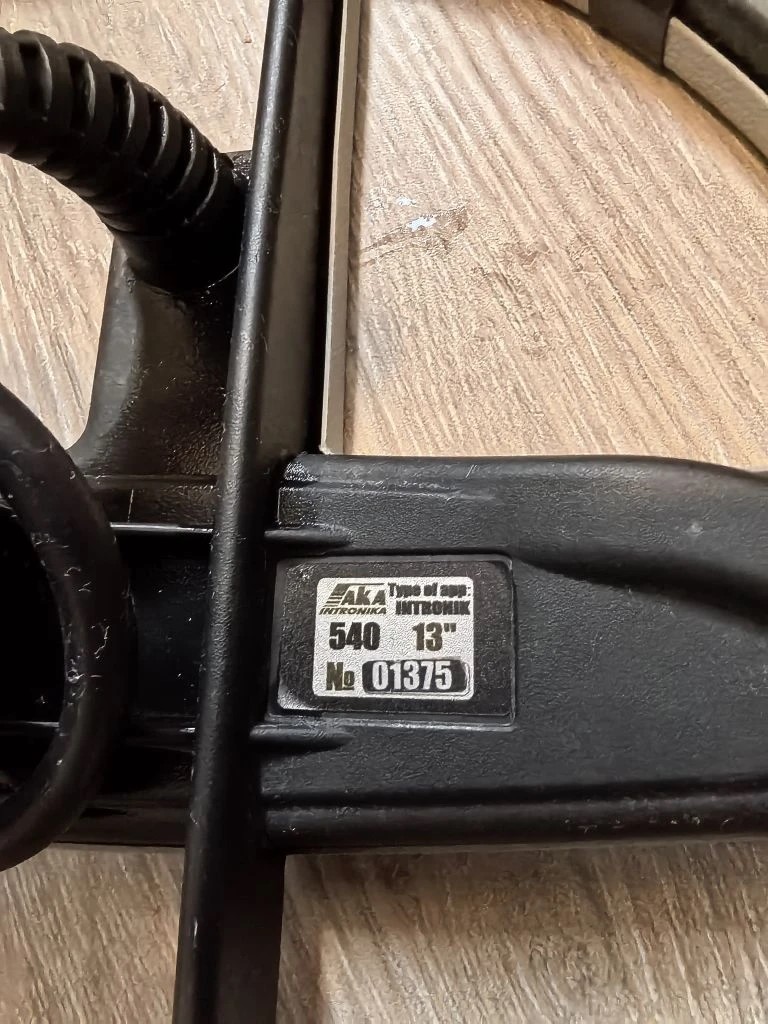 AKA
INTRONIKA
Type of app:
INTRONIK
540 13"
№ 01375